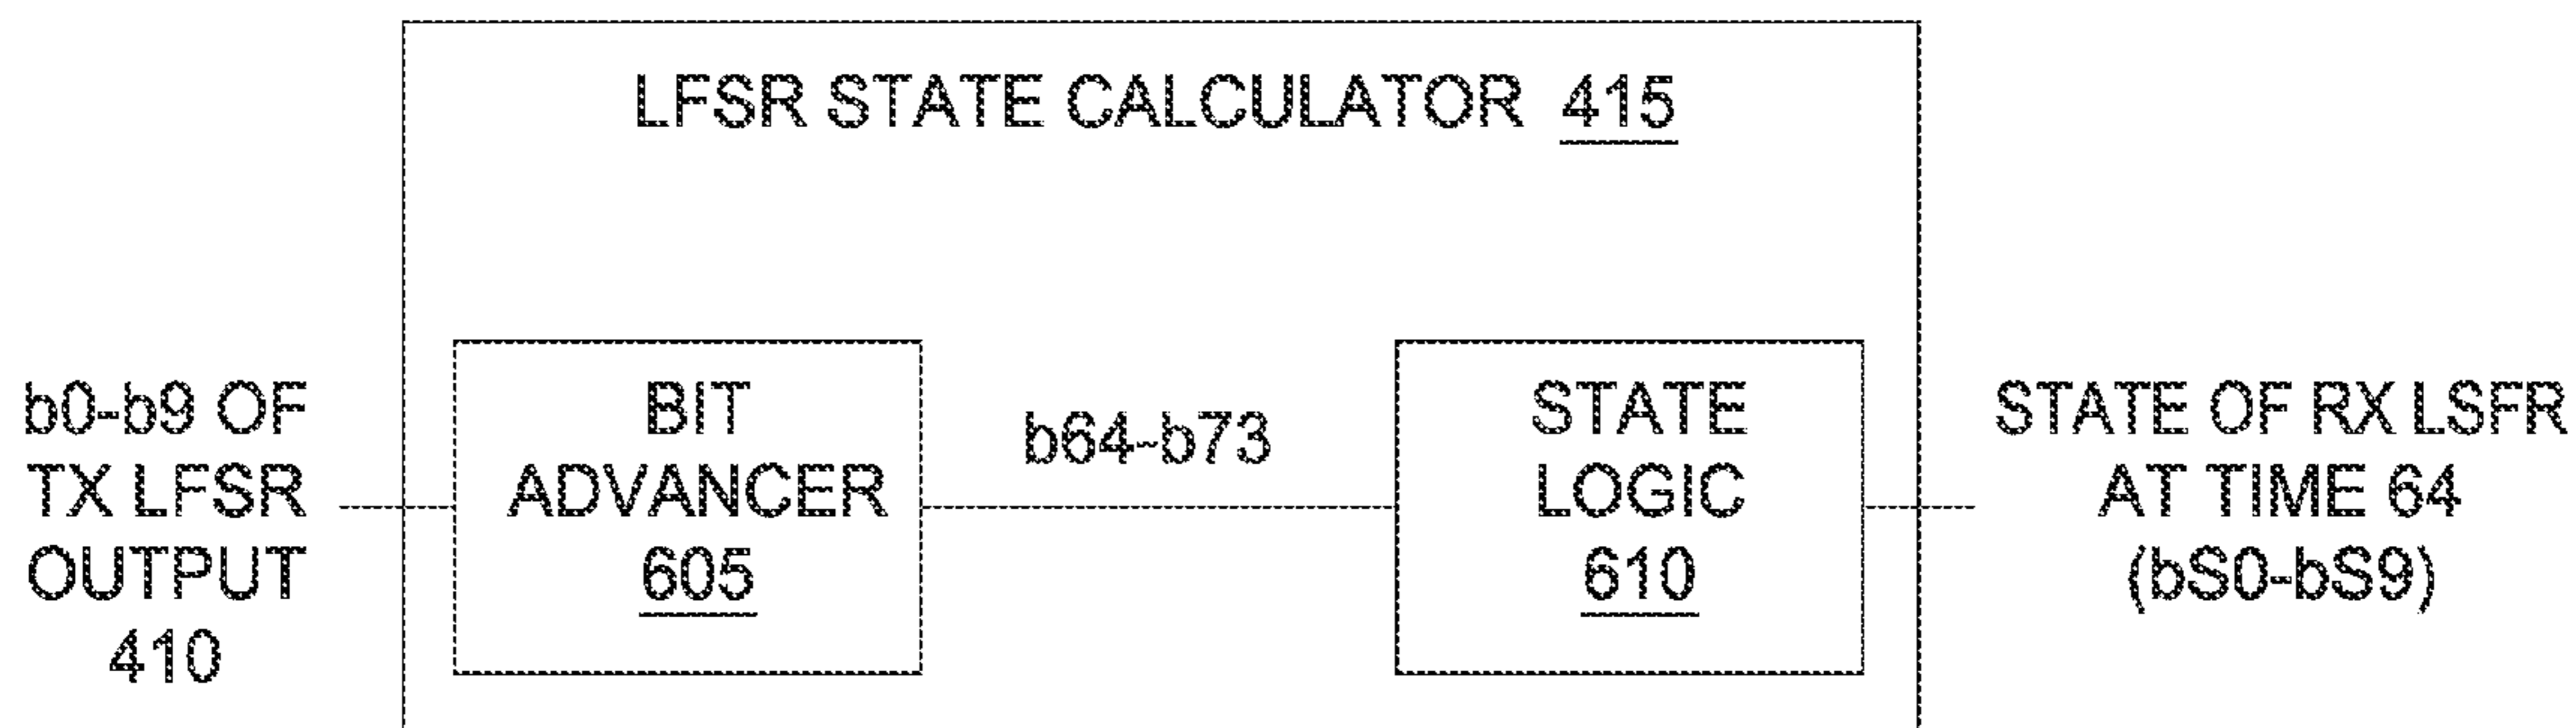 LFSR STATE CALCULATOR 415
b0-b9 OF
TX LFSR
OUTPUT
410
BIT
ADVANCER
605
b64-b73
STATE
LOGIC
610
STATE OF RX LSFR
AT TIME 64
(bS0-bS9)